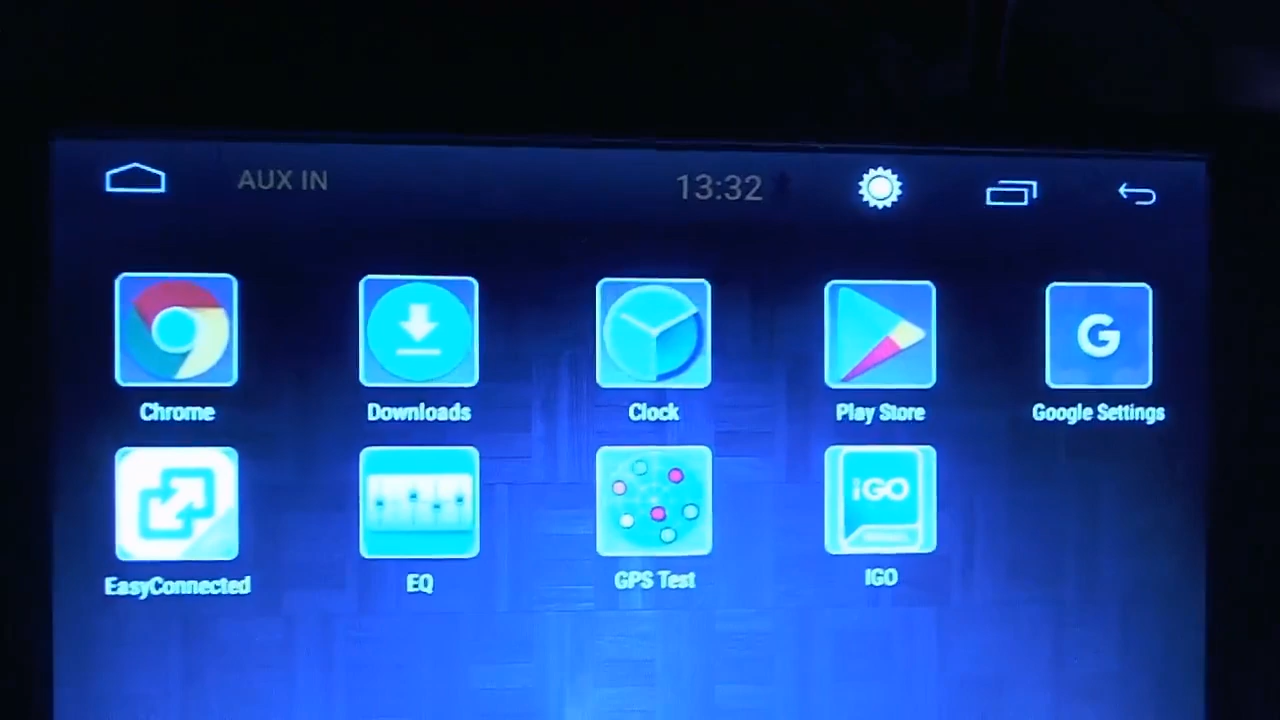 AUX IN 13:32
Chrome Downloads Clock Play Store Google Settings
iGO
EasyConnected EQ GPS Test IGO